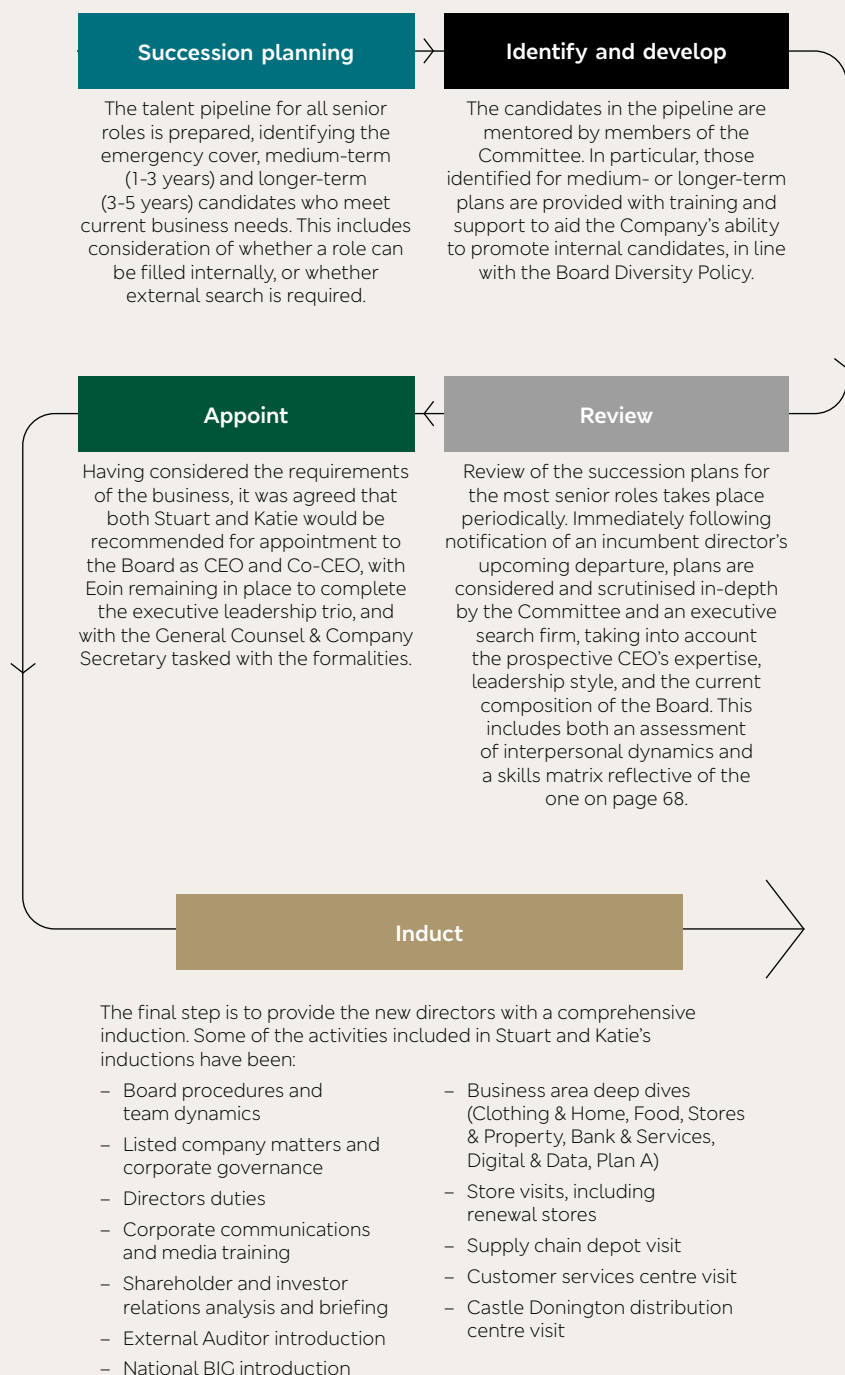 Succession planning
The talent pipeline for all senior
roles is prepared, identifying the
emergency cover, medium-term
(1-3 years) and longer-term
(3-5 years) candidates who meet
current business needs. This includes
consideration of whether a role can
be filled internally, or whether
external search is required.
Identify and develop
The candidates in the pipeline are
mentored by members of the
Committee. In particular, those
identified for medium- or longer-term
plans are provided with training and
support to aid the Company’s ability
to promote internal candidates, in line
with the Board Diversity Policy.
Review
Review of the succession plans for
the most senior roles takes place
periodically. Immediately following
notification of an incumbent director’s
upcoming departure, plans are
considered and scrutinised in-depth
by the Committee and an executive
search firm, taking into account
the prospective CEO’s expertise,
leadership style, and the current
composition of the Board. This
includes both an assessment
of interpersonal dynamics and
a skills matrix reflective of the
one on page 68.
Appoint
Having considered the requirements
of the business, it was agreed that
both Stuart and Katie would be
recommended for appointment to
the Board as CEO and Co-CEO, with
Eoin remaining in place to complete
the executive leadership trio, and
with the General Counsel & Company
Secretary tasked with the formalities.
Induct
The final step is to provide the new directors with a comprehensive
induction. Some of the activities included in Stuart and Katie’s
inductions have been:
– Board procedures and
team dynamics
– Listed company matters and
corporate governance
– Directors duties
– Corporate communications
and media training
– Shareholder and investor
relations analysis and briefing
– External Auditor introduction
– National BIG introduction
– Business area deep dives
(Clothing & Home, Food, Stores
& Property, Bank & Services,
Digital & Data, Plan A)
– Store visits, including
renewal stores
– Supply chain depot visit
– Customer services centre visit
– Castle Donington distribution
centre visit